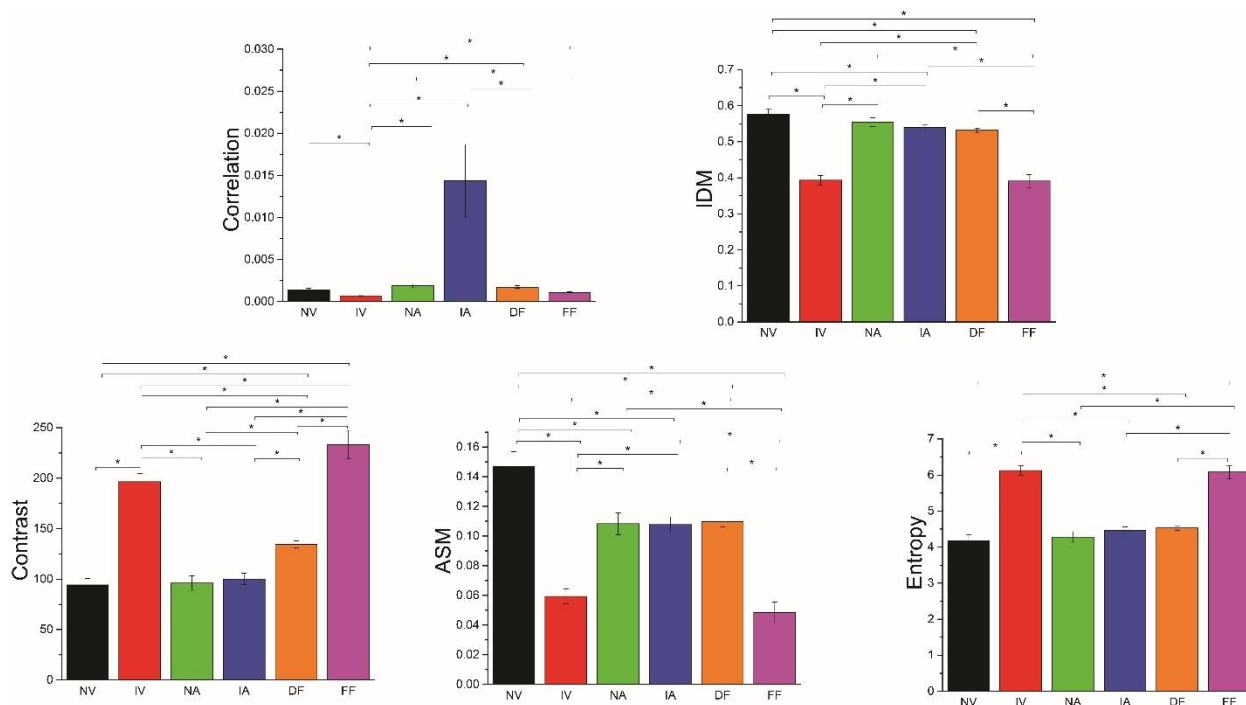 Correlation
0.030
0.025
0.020
0.015
0.010
0.005
0.000
NV IV NA IA DF FF
* * * * * * * *
IDM
0.7
0.6
0.5
0.4
0.3
0.2
0.1
0.0
NV IV NA IA DF FF
* * * * * * * * * *
Contrast
250
225
200
175
150
125
100
75
50
25
0
NV IV NA IA DF FF
* * * * * * * * * * * *
ASM
0.16
0.14
0.12
0.10
0.08
0.06
0.04
0.02
0.00
NV IV NA IA DF FF
* * * * * * * * * * *
Entropy
7
6
5
4
3
2
1
0
NV IV NA IA DF FF
* * * * * * * *